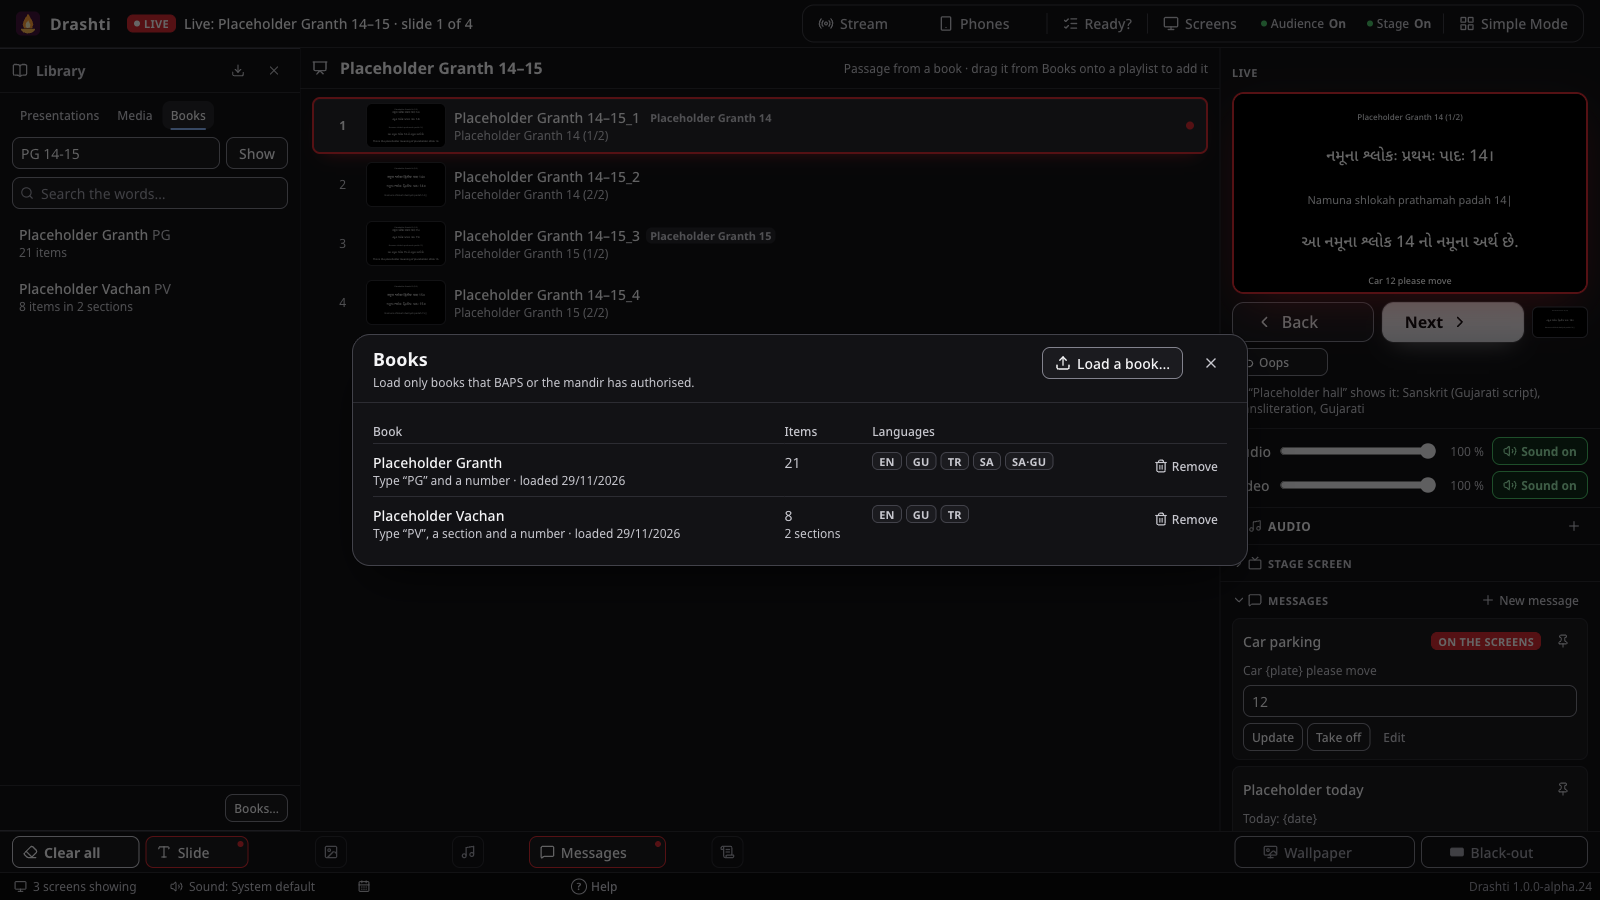 Drashti
LIVE
Live: Placeholder Granth 14–15 · slide 1 of 4
Stream
Phones
Ready?
Screens
Audience On
Stage On
Simple Mode
Library
Presentations
Media
Books
PG 14-15
Show
Search the words...
Placeholder Granth PG
21 items
Placeholder Vachan PV
8 items in 2 sections
Books...
Placeholder Granth 14–15
Passage from a book · drag it from Books onto a playlist to add it
1
Placeholder Granth 14–15_1 Placeholder Granth 14
Placeholder Granth 14 (1/2)
2
Placeholder Granth 14–15_2
Placeholder Granth 14 (2/2)
3
Placeholder Granth 14–15_3 Placeholder Granth 15
Placeholder Granth 15 (1/2)
4
Placeholder Granth 14–15_4
Placeholder Granth 15 (2/2)
Books
Load only books that BAPS or the mandir has authorised.
Load a book...
Book
Items
Languages
Placeholder Granth
Type “PG” and a number · loaded 29/11/2026
21
EN GU TR SA SA·GU
Remove
Placeholder Vachan
Type “PV”, a section and a number · loaded 29/11/2026
8
2 sections
EN GU TR
Remove
LIVE
Placeholder Granth 14 (1/2)
નમૂના શ્લોકઃ પ્રથમઃ પાદઃ 14।
Namuna shlokah prathamah padah 14|
આ નમૂના શ્લોક 14 નો નમૂના અર્થ છે.
Car 12 please move
Back
Next
Oops
“Placeholder hall” shows it: Sanskrit (Gujarati script),
Gujarati
100 %
Sound on
100 %
Sound on
AUDIO
STAGE SCREEN
MESSAGES
New message
Car parking
ON THE SCREENS
Car {plate} please move
12
Update
Take off
Edit
Placeholder today
Today: {date}
Clear all
Slide
Messages
Wallpaper
Black-out
3 screens showing
Sound: System default
Help
Drashti 1.0.0-alpha.24